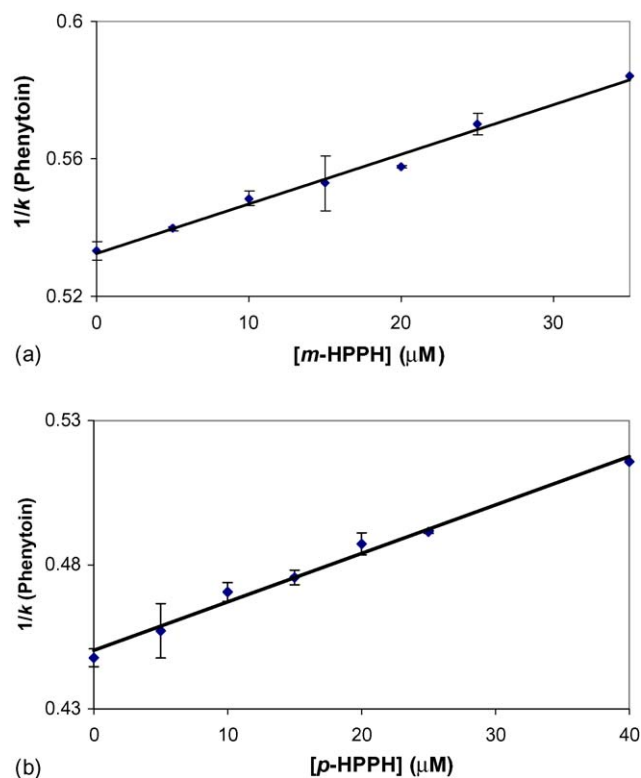 0.6
0.56
0.52
1/k (Phenytoin)
0 10 20 30
[m-HPPH] (μM)
(a)
0.53
0.48
0.43
1/k (Phenytoin)
0 10 20 30 40
[p-HPPH] (μM)
(b)